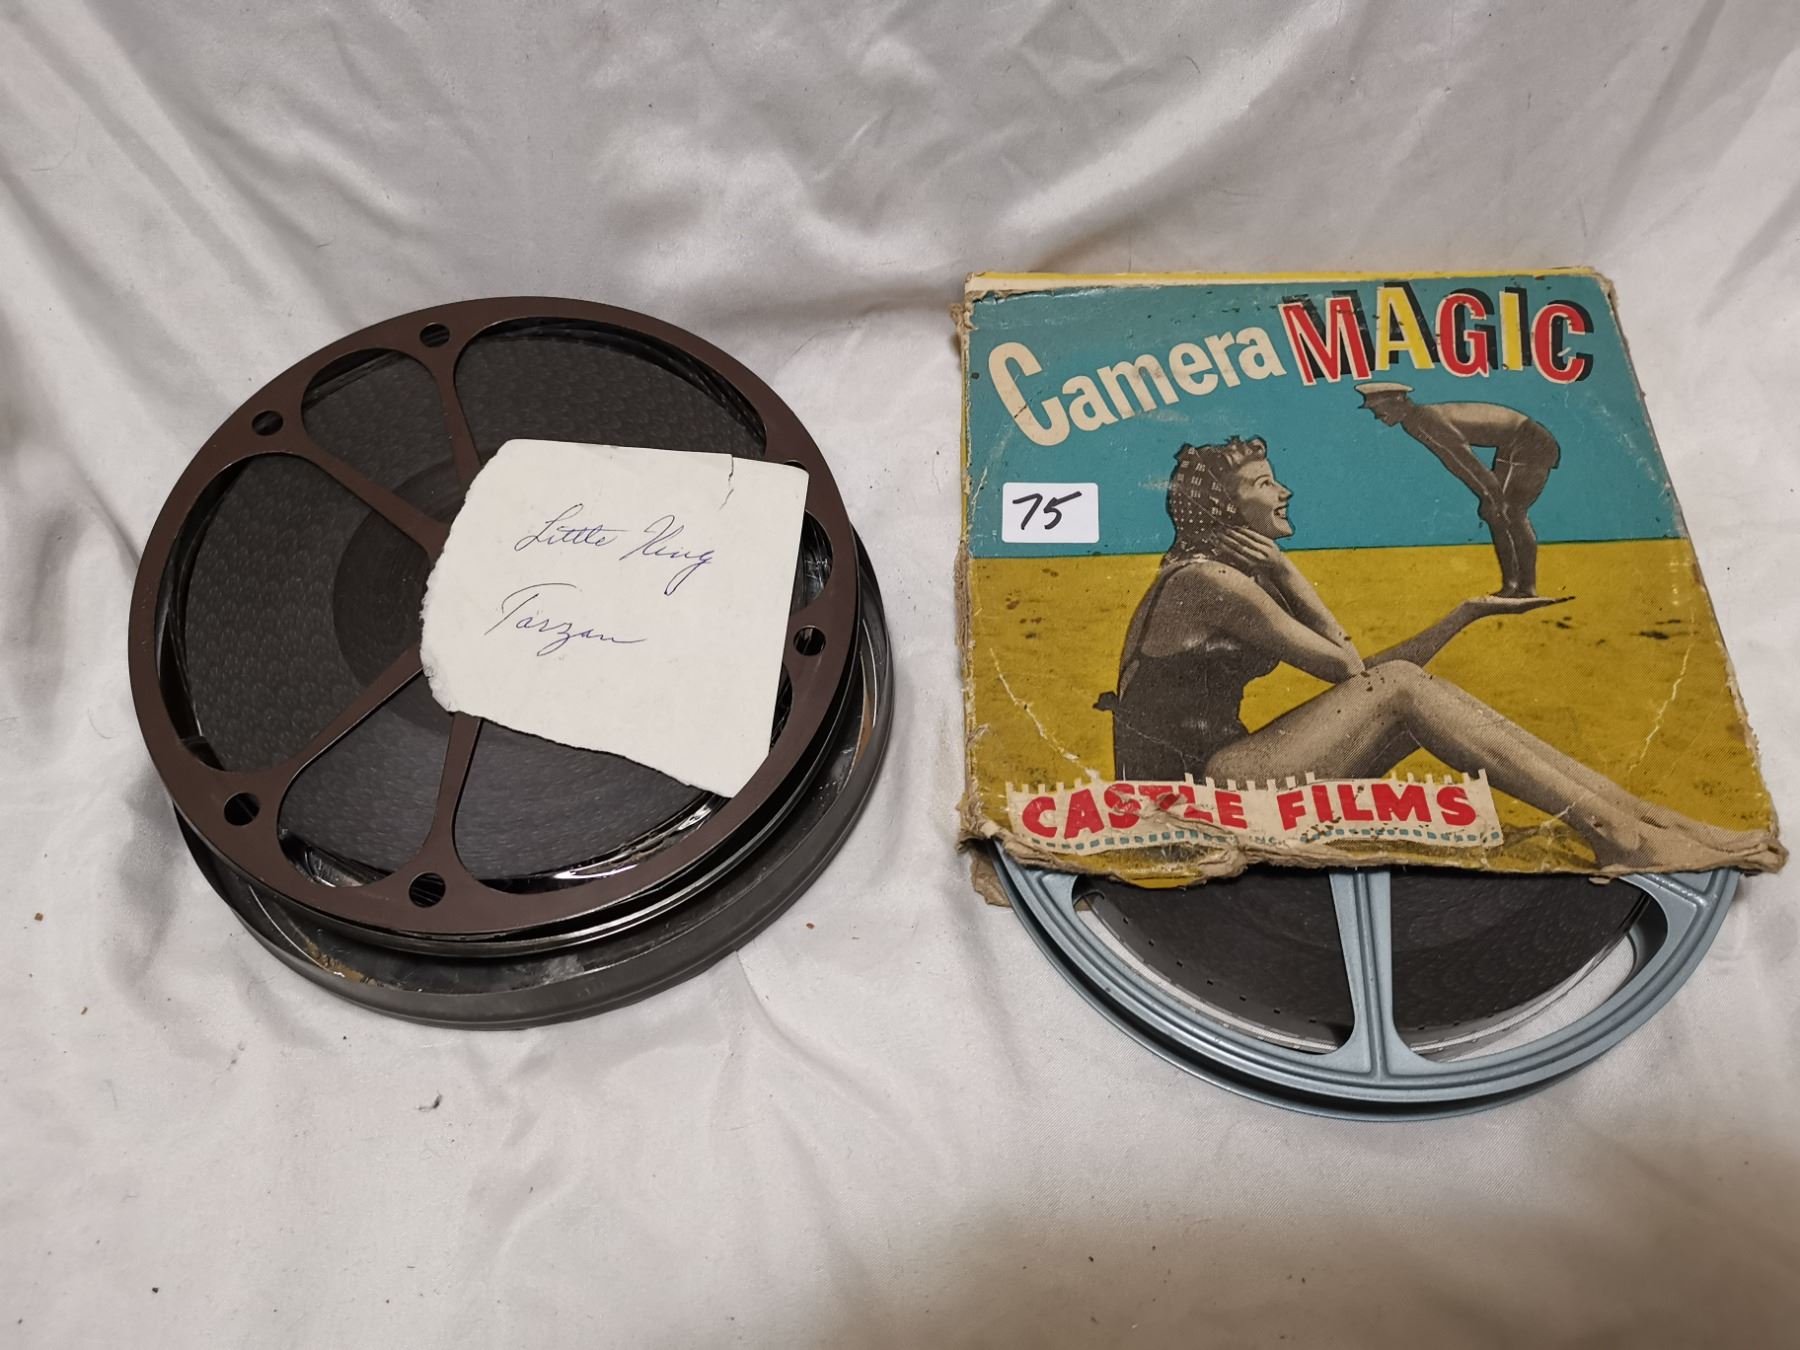 Little King
Tarzan
Camera MAGIC
75
CASTLE FILMS